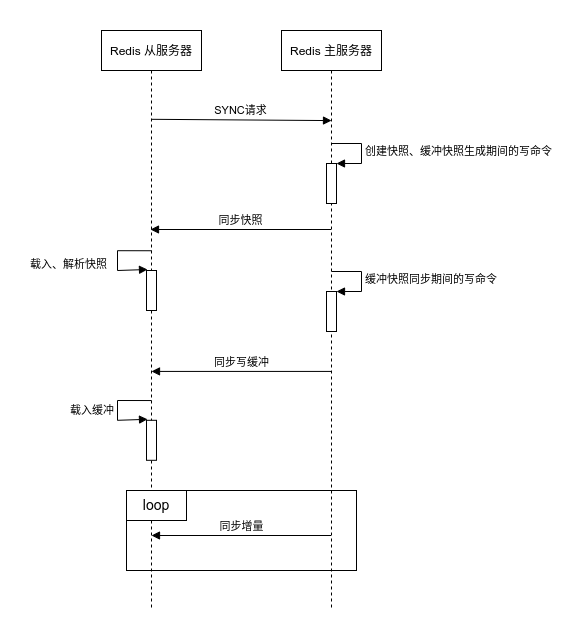 Redis 从服务器
Redis 主服务器
SYNC请求
创建快照、缓冲快照生成期间的写命令
同步快照
载入、解析快照
缓冲快照同步期间的写命令
同步写缓冲
载入缓冲
loop
同步增量